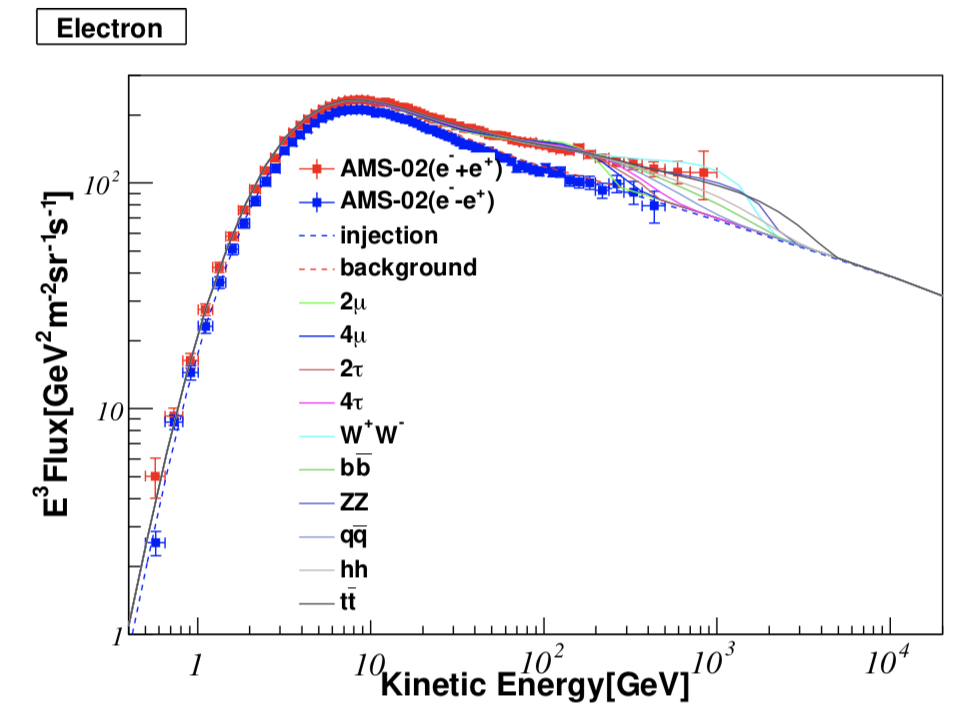 Electron
E³Flux[GeV²m⁻²sr⁻¹s⁻¹]
10²
10
1
AMS-02(e⁻+e⁺)
AMS-02(e⁻-e⁺)
injection
background
2μ
4μ
2τ
4τ
W⁺W⁻
bb̅
ZZ
qq̅
hh
tt̅
1 10 10² 10³ 10⁴
Kinetic Energy[GeV]